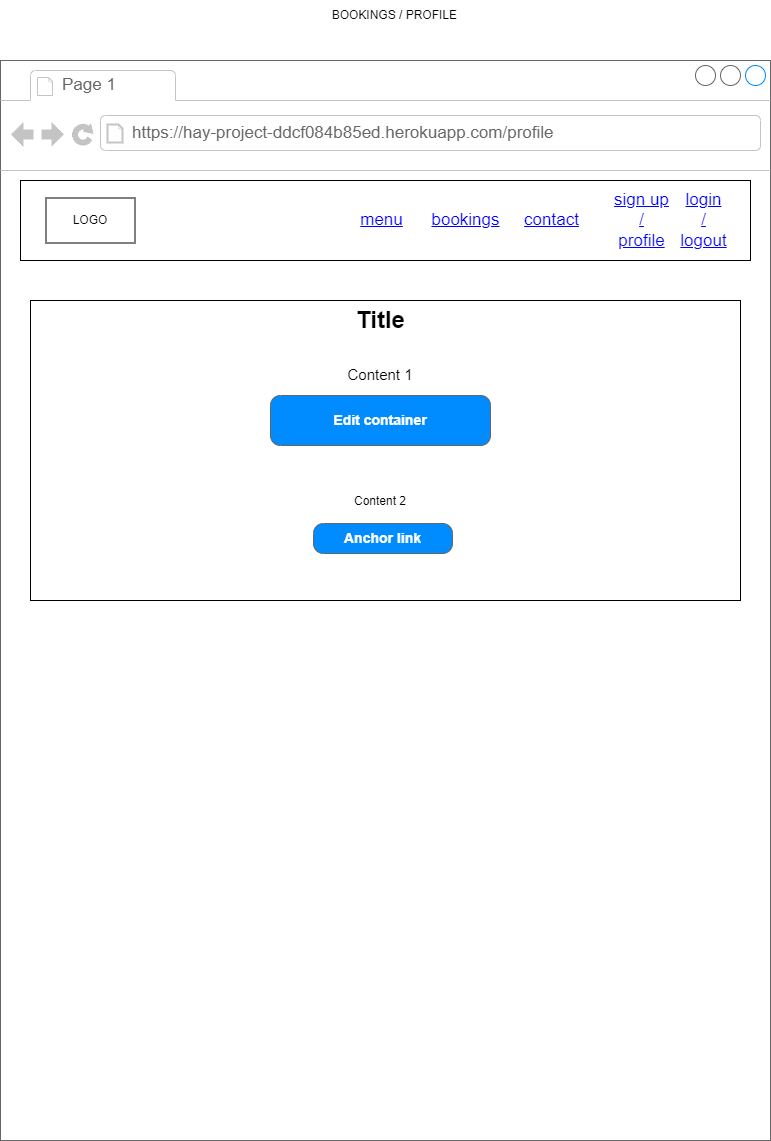 BOOKINGS / PROFILE
Page 1
https://hay-project-ddcf084b85ed.herokuapp.com/profile
LOGO
menu
bookings
contact
sign up
/
profile
login
/
logout
Title
Content 1
Edit container
Content 2
Anchor link